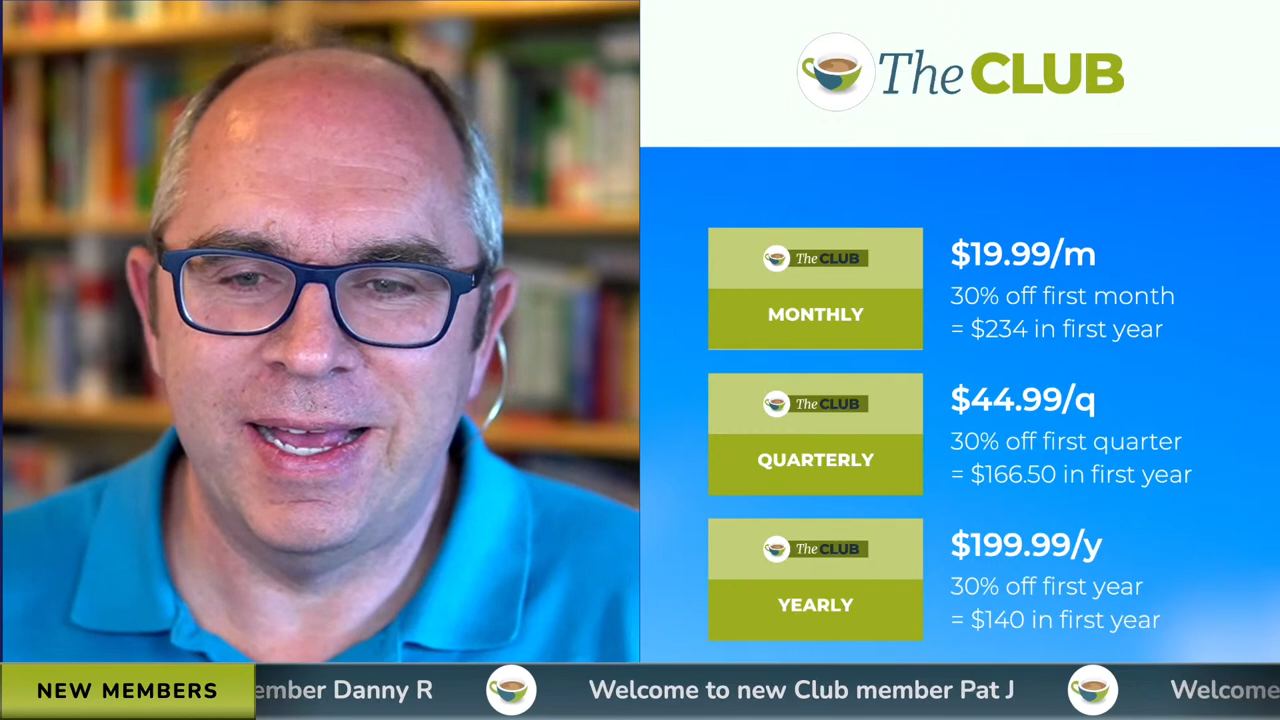 The CLUB
The CLUB
MONTHLY
$19.99/m
30% off first month
= $234 in first year
The CLUB
QUARTERLY
$44.99/q
30% off first quarter
= $166.50 in first year
The CLUB
YEARLY
$199.99/y
30% off first year
= $140 in first year
NEW MEMBERS
ember Danny R
Welcome to new Club member Pat J
Welcome